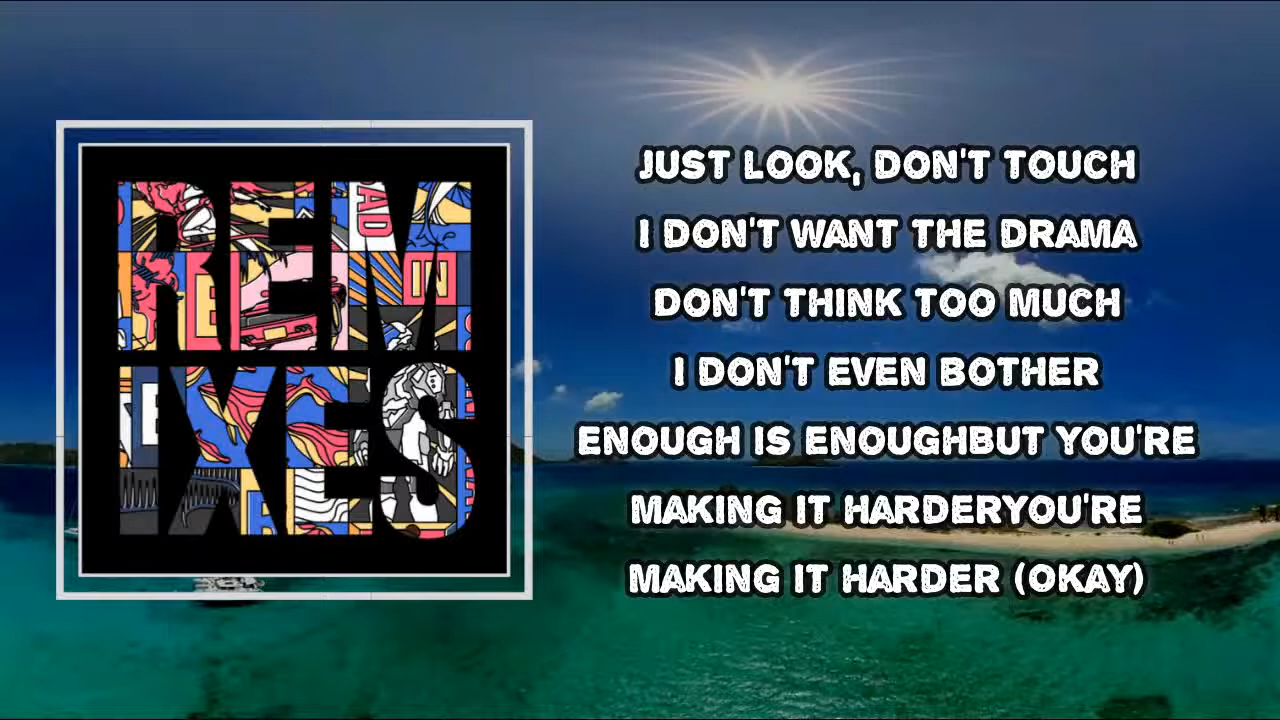 REM
IXES
JUST LOOK, DON'T TOUCH
I DON'T WANT THE DRAMA
DON'T THINK TOO MUCH
I DON'T EVEN BOTHER
ENOUGH IS ENOUGHBUT YOU'RE
MAKING IT HARDERYOU'RE
MAKING IT HARDER (OKAY)